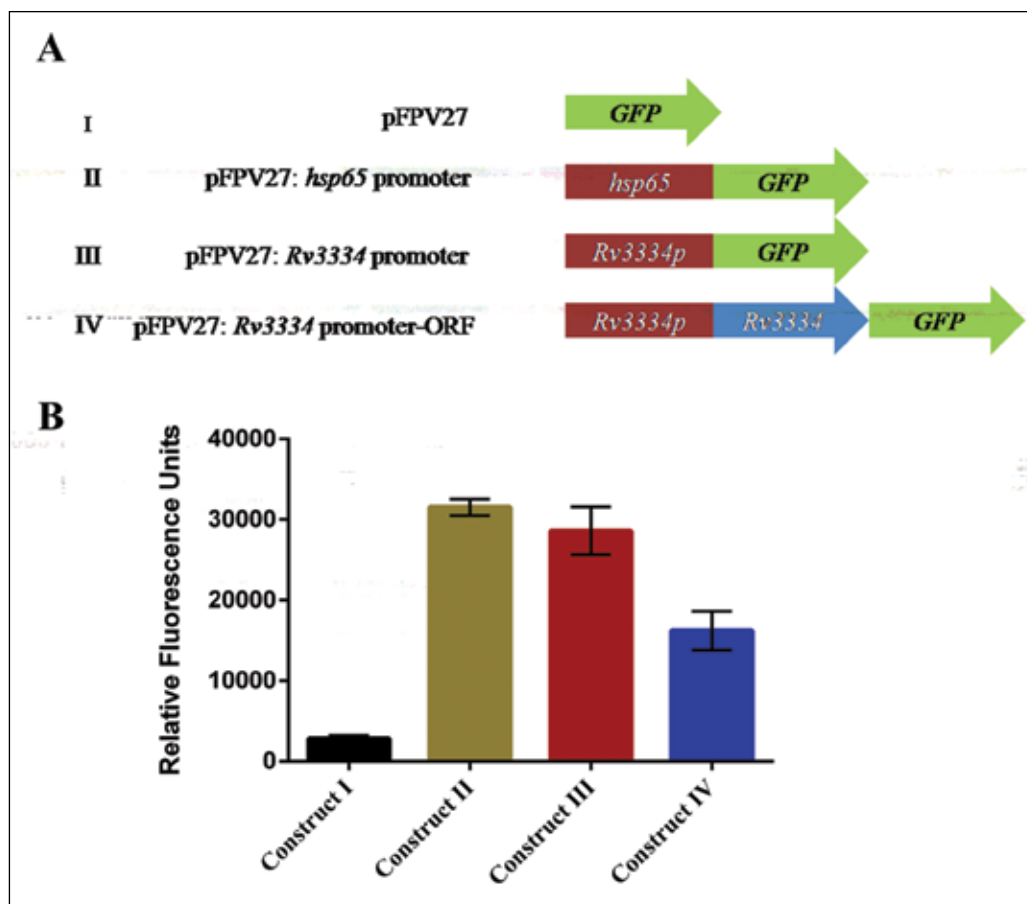 A
I pFPV27 GFP
II pFPV27: hsp65 promoter hsp65 GFP
III pFPV27: Rv3334 promoter Rv3334p GFP
IV pFPV27: Rv3334 promoter-ORF Rv3334p Rv3334 GFP
B
Relative Fluorescence Units
40000
30000
20000
10000
0
Construct I
Construct II
Construct III
Construct IV